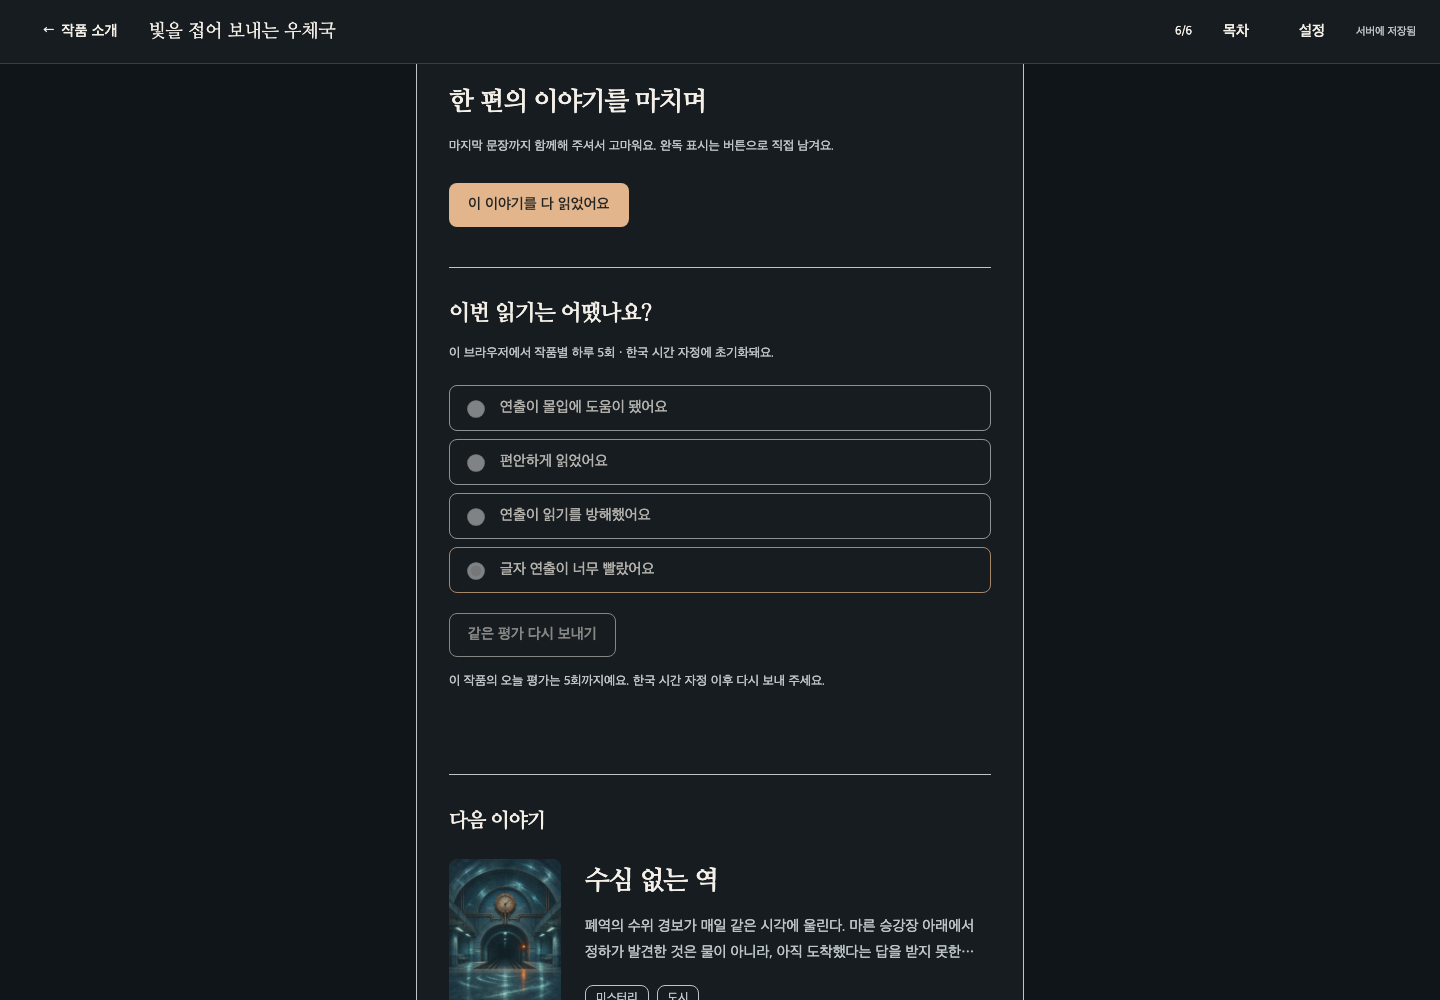 ← 작품 소개
빛을 접어 보내는 우체국
6/6
목차
설정
서버에 저장됨
한 편의 이야기를 마치며
마지막 문장까지 함께해 주셔서 고마워요. 완독 표시는 버튼으로 직접 남겨요.
이 이야기를 다 읽었어요
이번 읽기는 어땠나요?
이 브라우저에서 작품별 하루 5회 · 한국 시간 자정에 초기화돼요.
연출이 몰입에 도움이 됐어요
편안하게 읽었어요
연출이 읽기를 방해했어요
글자 연출이 너무 빨랐어요
같은 평가 다시 보내기
이 작품의 오늘 평가는 5회까지예요. 한국 시간 자정 이후 다시 보내 주세요.
다음 이야기
수심 없는 역
폐역의 수위 경보가 매일 같은 시각에 울린다. 마른 승강장 아래에서
정하가 발견한 것은 물이 아니라, 아직 도착했다는 답을 받지 못한…
미스터리
도시